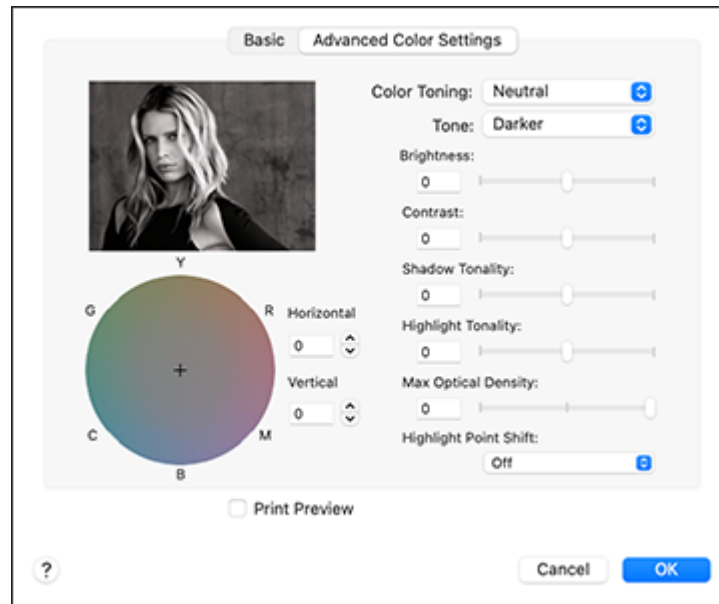 Basic
Advanced Color Settings
Color Toning: Neutral
Tone: Darker
Brightness:
0
Contrast:
0
Shadow Tonality:
0
Highlight Tonality:
0
Max Optical Density:
0
Highlight Point Shift:
Off
Y
G
R
C
M
B
Horizontal
0
Vertical
0
Print Preview
?
Cancel
OK